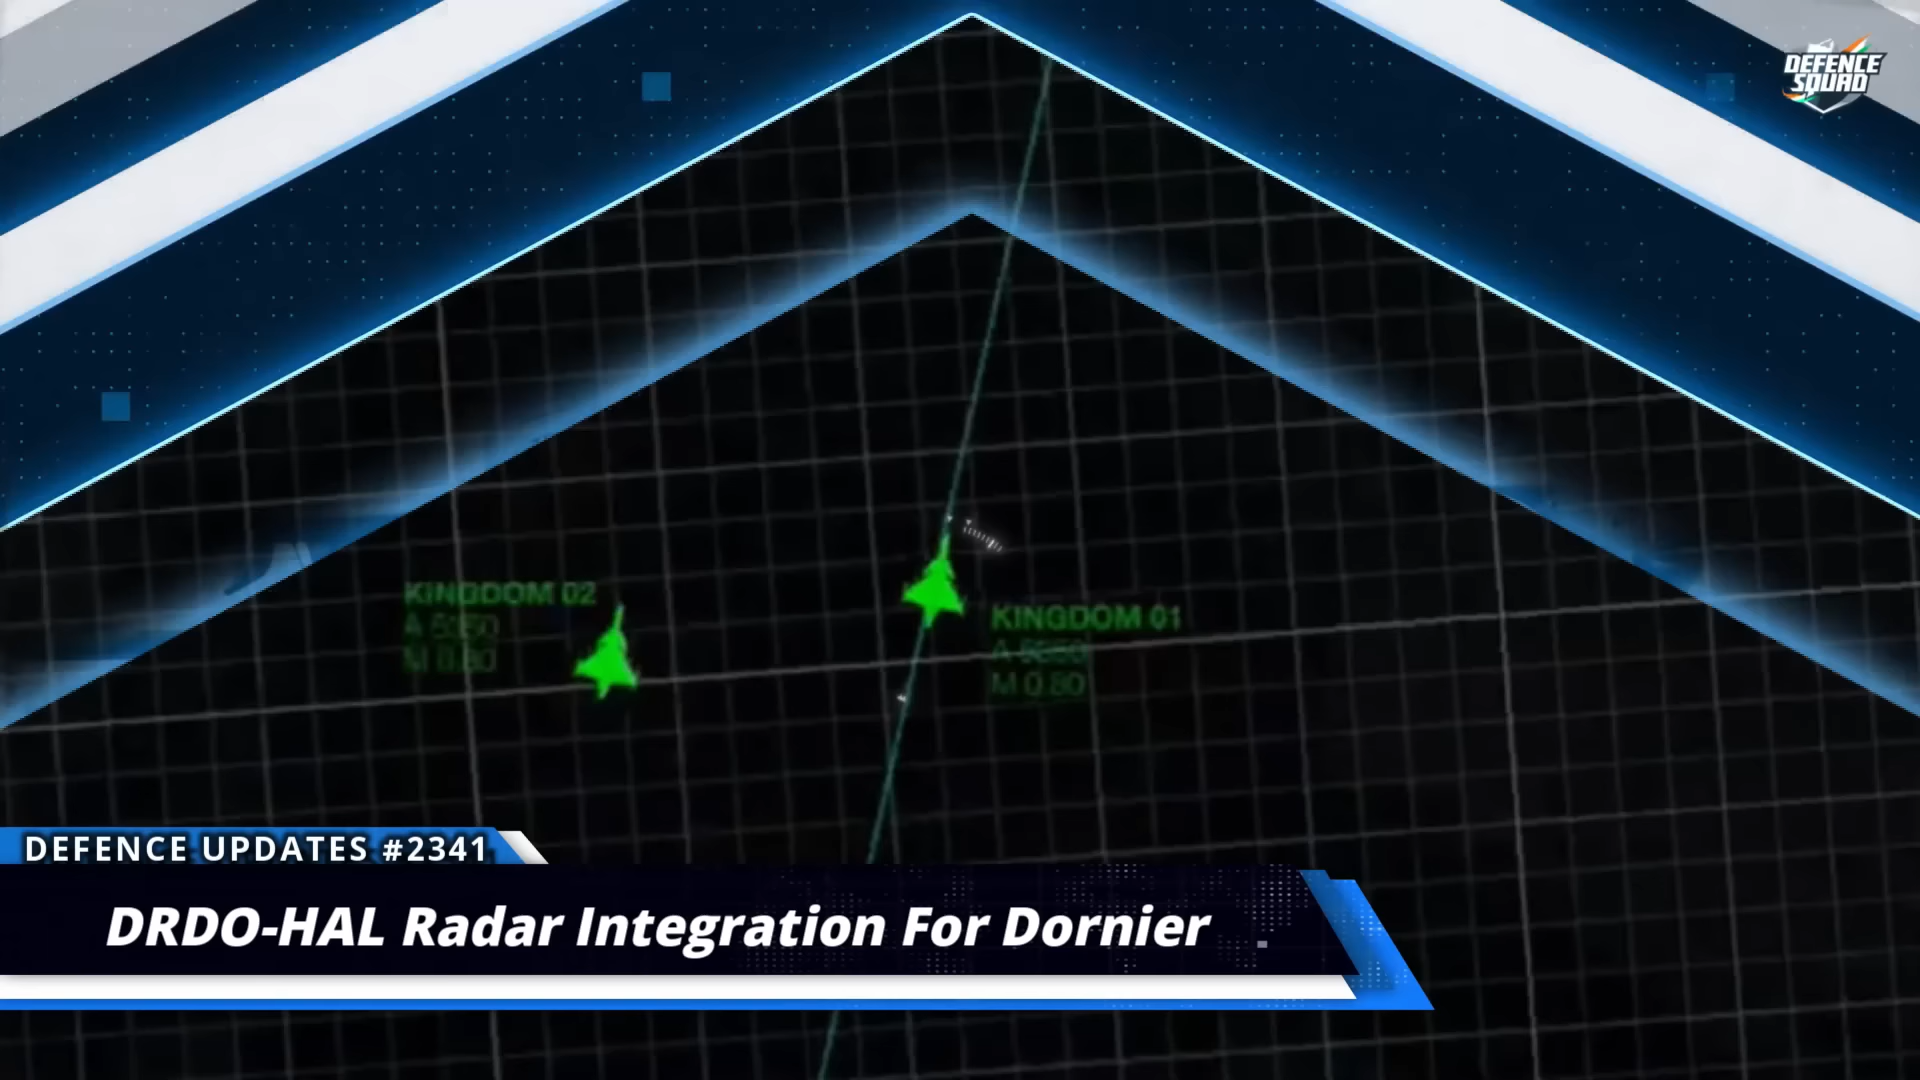 DEFENCE
SQUAD
KINGDOM 02
KINGDOM 01
M 0.80
DEFENCE UPDATES #2341
DRDO-HAL Radar Integration For Dornier